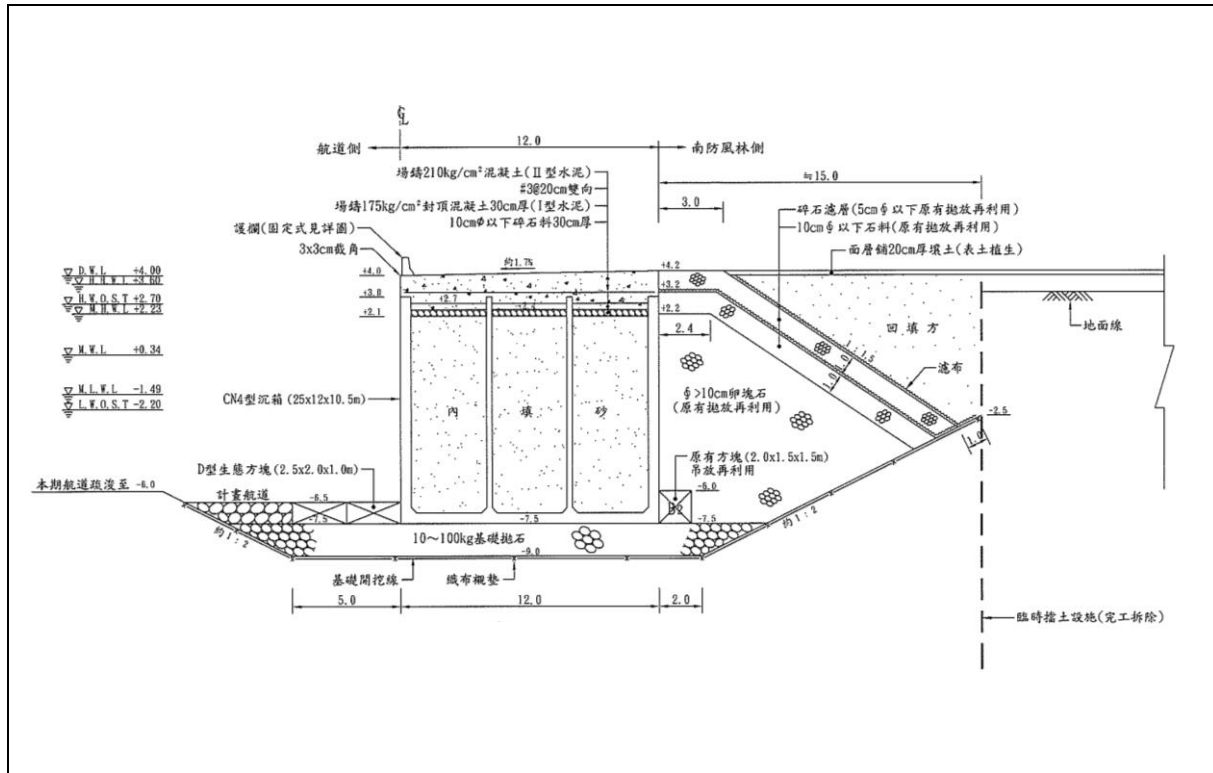 ℄
12.0
航道側
南防風林側
場鑄210kg/cm²混凝土(II型水泥)
≒15.0
#3@20cm雙向
3.0
場鑄175kg/cm²封頂混凝土30cm厚(I型水泥)
碎石濾層(5cmϕ以下原有拋放再利用)
10cmϕ以下碎石料30cm厚
10cmϕ以下石料(原有拋放再利用)
護欄(固定式見詳圖)
面層舖20cm厚填土(表土植生)
3x3cm截角
約1.7%
D.W.L +4.00
+4.0
+4.2
H.H.W.L +3.60
+3.0
+3.2
H.W.O.S.T +2.70
+2.7
M.H.W.L +2.23
+2.1
+2.2
2.4
回填方
地面線
M.W.L +0.34
1:1.5
1.0
1.0
濾布
M.L.W.L -1.49
L.W.O.S.T -2.20
CN4型沉箱(25x12x10.5m)
內填砂
ϕ>10cm卵塊石
(原有拋放再利用)
-2.5
1.0
D型生態方塊(2.5x2.0x1.0m)
原有方塊(2.0x1.5x1.5m)
吊放再利用
本期航道疏浚至 -6.0
計畫航道
-6.5
-6.0
-7.5
-7.5
-7.5
約1:2
10～100kg基礎拋石
約1:2
-9.0
基礎開挖線
織布襯墊
5.0
12.0
2.0
臨時擋土設施(完工拆除)